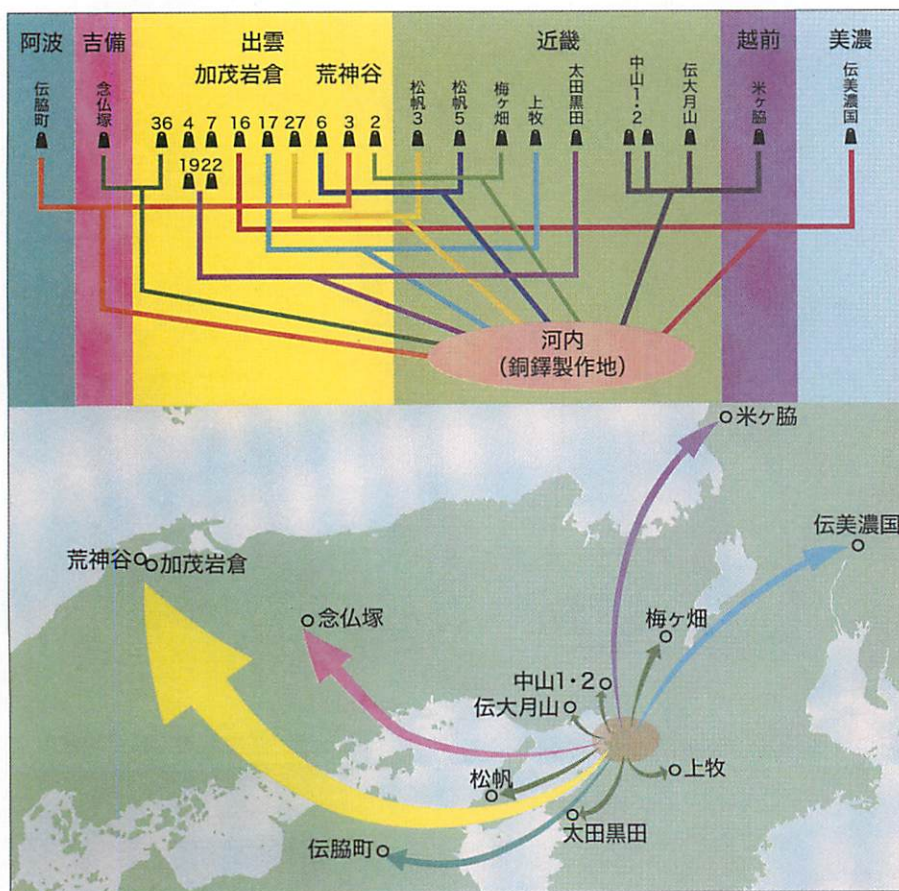 阿波 吉備 出雲 近畿 越前 美濃
加茂岩倉 荒神谷
伝脇町
念仏塚
36 4 7 16 17 27 6 3 2
19 22
松帆3
松帆5
梅ヶ畑
上牧
太田黒田
中山1・2
伝大月山
米ヶ脇
伝美濃国
河内
(銅鐸製作地)
米ヶ脇
伝美濃国
荒神谷
加茂岩倉
念仏塚
梅ヶ畑
中山1・2
伝大月山
上牧
松帆
太田黒田
伝脇町